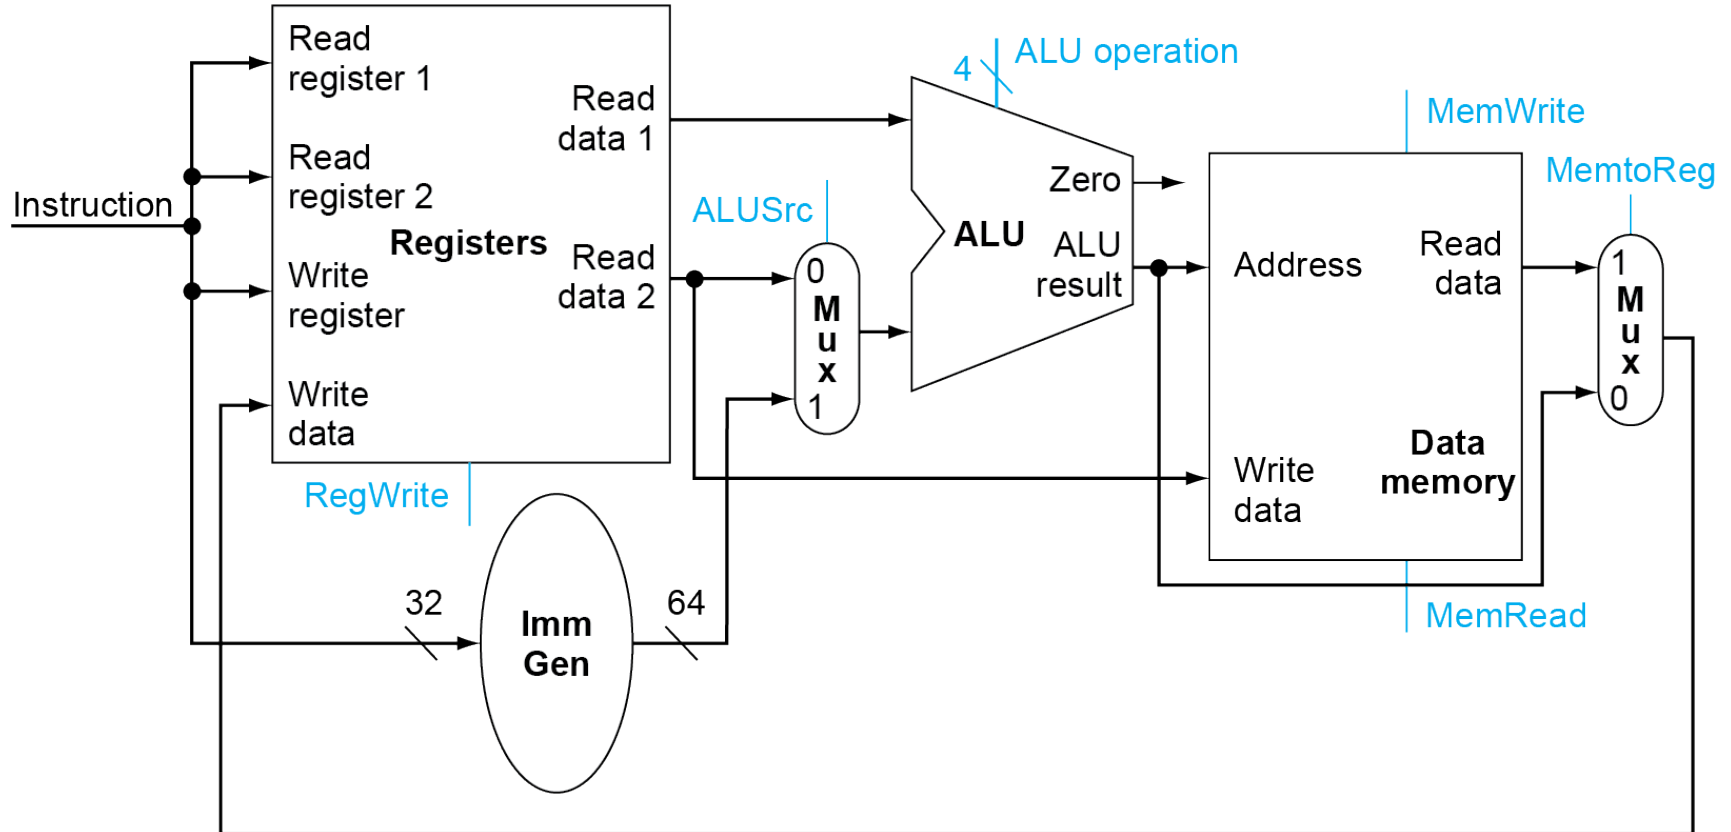 Instruction
Read
register 1
Read
register 2
Registers
Write
register
Write
data
Read
data 1
Read
data 2
RegWrite
32
Imm
Gen
64
ALUSrc
0
M
u
x
1
4
ALU operation
Zero
ALU
ALU
result
MemWrite
Address
Read
data
Write
data
Data
memory
MemRead
MemtoReg
1
M
u
x
0